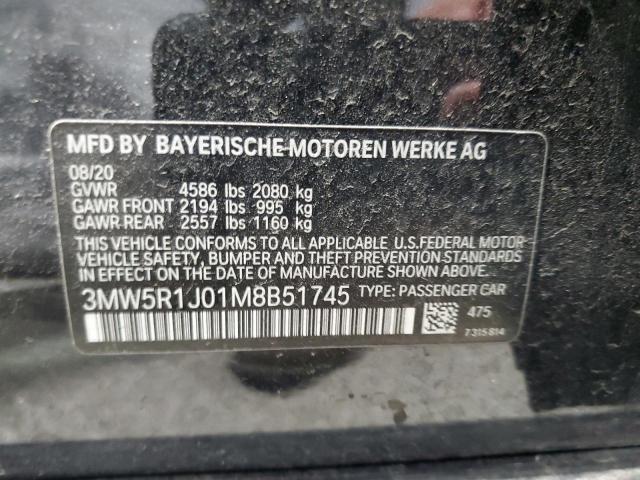 MFD BY BAYERISCHE MOTOREN WERKE AG
08/20
GVWR 4586 lbs 2080 kg
GAWR FRONT 2194 lbs 995 kg
GAWR REAR 2557 lbs 1160 kg
THIS VEHICLE CONFORMS TO ALL APPLICABLE U.S.FEDERAL MOTOR
VEHICLE SAFETY, BUMPER AND THEFT PREVENTION STANDARDS
IN EFFECT ON THE DATE OF MANUFACTURE SHOWN ABOVE.
3MW5R1J01M8B51745 TYPE: PASSENGER CAR
475
7315814